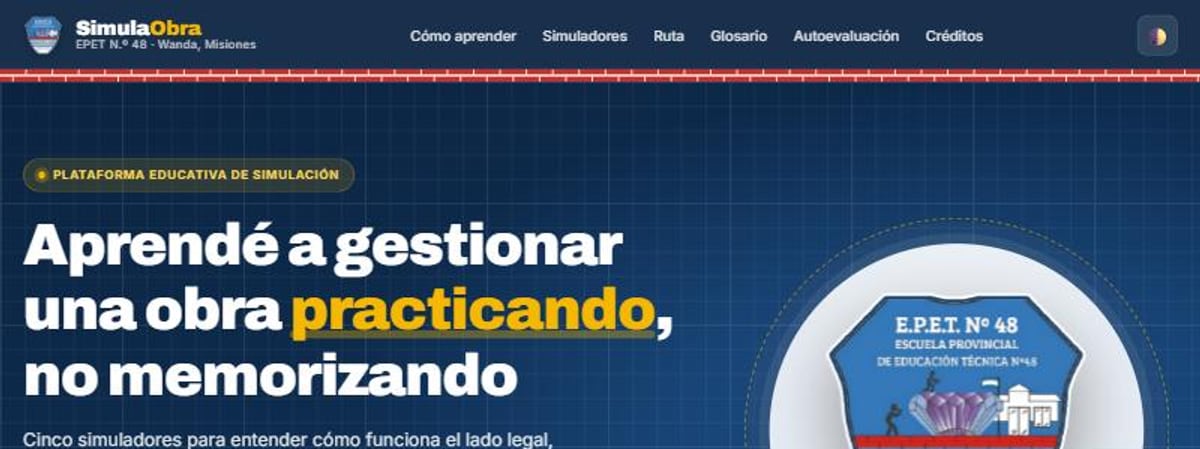 SimulaObra
EPET N.º 48 - Wanda, Misiones
Cómo aprender
Simuladores
Ruta
Glosario
Autoevaluación
Créditos
PLATAFORMA EDUCATIVA DE SIMULACIÓN
Aprendé a gestionar
una obra practicando,
no memorizando
Cinco simuladores para entender cómo funciona el lado legal,
E.P.E.T. Nº 48
ESCUELA PROVINCIAL
DE EDUCACIÓN TÉCNICA Nº48